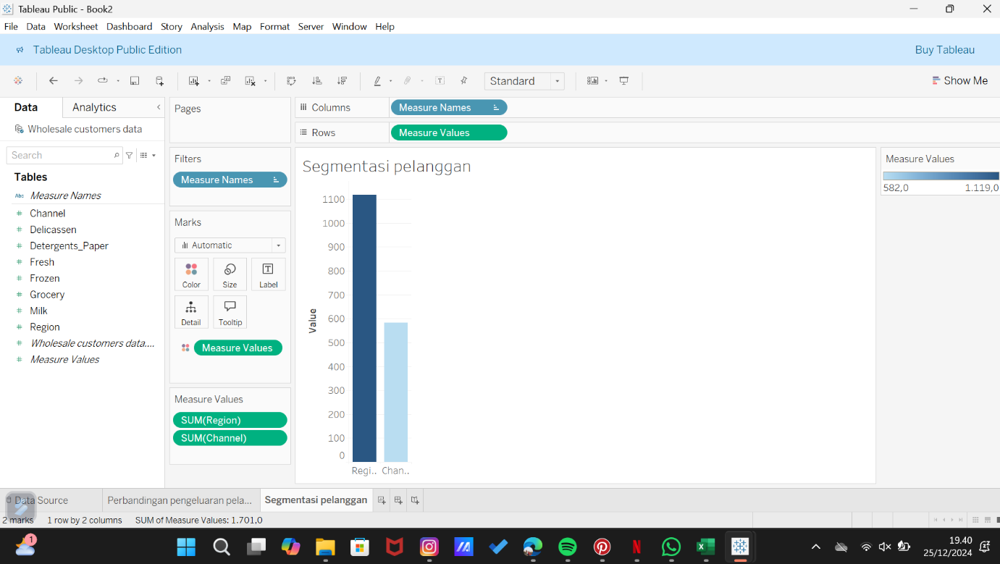 Tableau Public - Book2
File Data Worksheet Dashboard Story Analysis Map Format Server Window Help
Tableau Desktop Public Edition
Buy Tableau
Standard
Show Me
Data
Analytics
Wholesale customers data
Search
Tables
Abc Measure Names
Channel
Delicassen
Detergents_Paper
Fresh
Frozen
Grocery
Milk
Region
Wholesale customers data....
Measure Values
Pages
Filters
Measure Names
Marks
Automatic
Color
Size
Label
Detail
Tooltip
Measure Values
Measure Values
SUM(Region)
SUM(Channel)
Columns
Measure Names
Rows
Measure Values
Segmentasi pelanggan
Value
1100
1000
900
800
700
600
500
400
300
200
100
0
Regi.. Chan..
Measure Values
582,0
1.119,0
Data Source
Perbandingan pengeluaran pela...
Segmentasi pelanggan
2 marks
1 row by 2 columns
SUM of Measure Values: 1.701,0
1
19.40
25/12/2024